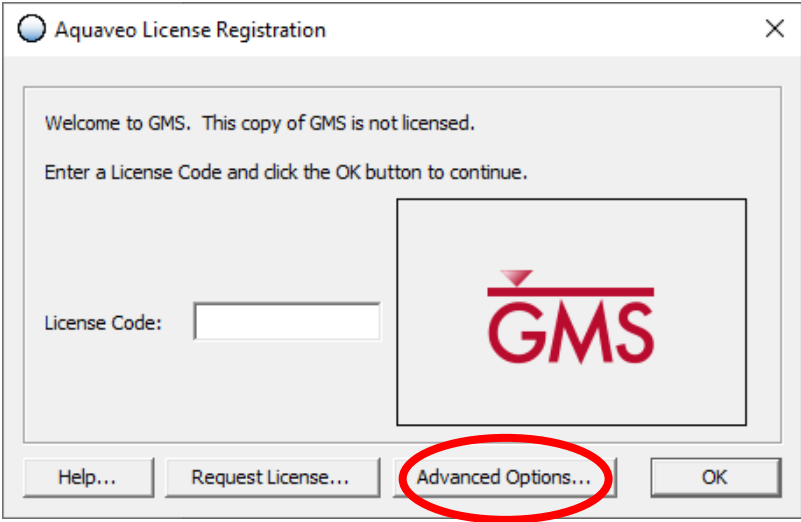 Aquaveo License Registration
Welcome to GMS. This copy of GMS is not licensed.
Enter a License Code and click the OK button to continue.
GMS
License Code:
Help... Request License... Advanced Options... OK